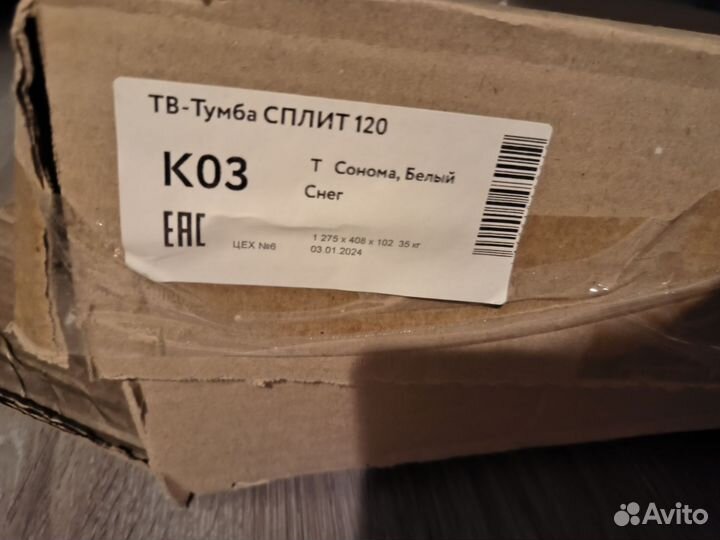 ТВ-Тумба СПЛИТ 120
К03
Т Сонома, Белый
Снег
ЕАС
ЦЕХ №6
1 275 x 408 x 102 35 кг
03.01.2024
Avito